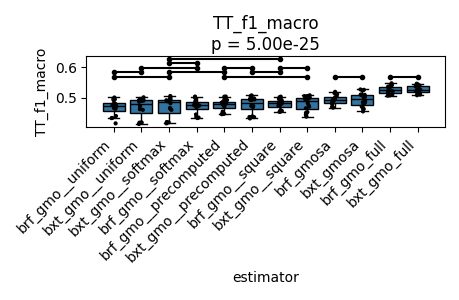 TT_f1_macro
p = 5.00e-25
TT_f1_macro
0.6
0.5
brf_gmo__uniform
bxt_gmo__uniform
bxt_gmo__softmax
brf_gmo__softmax
brf_gmo__precomputed
bxt_gmo__precomputed
brf_gmo__square
bxt_gmo__square
brf_gmosa
bxt_gmosa
brf_gmo_full
bxt_gmo_full
estimator